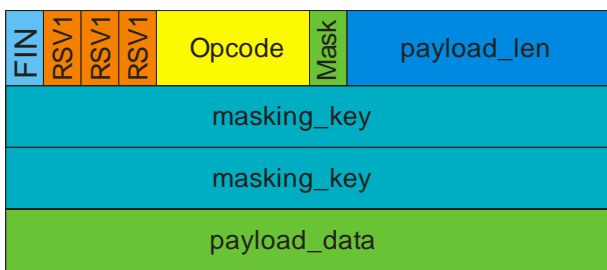 FIN RSV1 RSV1 RSV1 Opcode Mask payload_len
masking_key
masking_key
payload_data